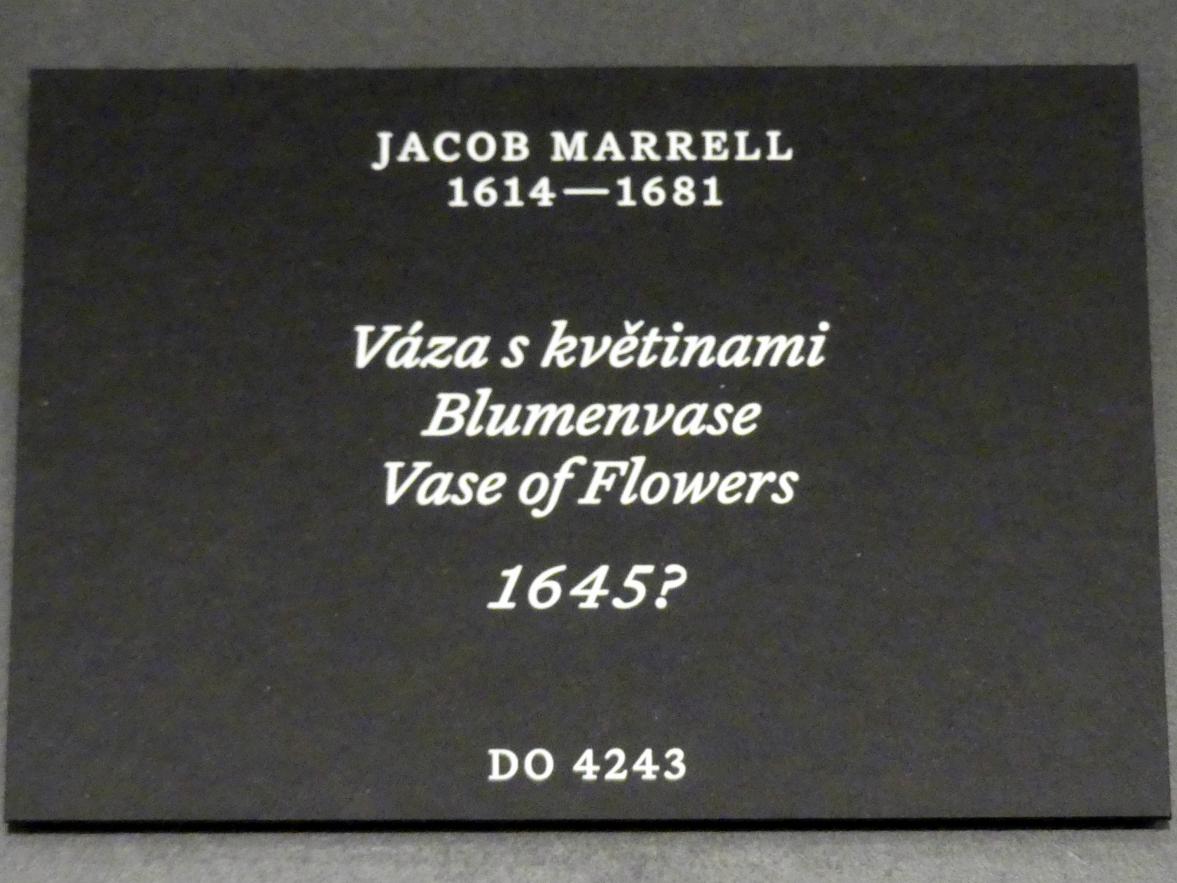 JACOB MARRELL
1614—1681
Váza s květinami
Blumenvase
Vase of Flowers
1645?
DO 4243